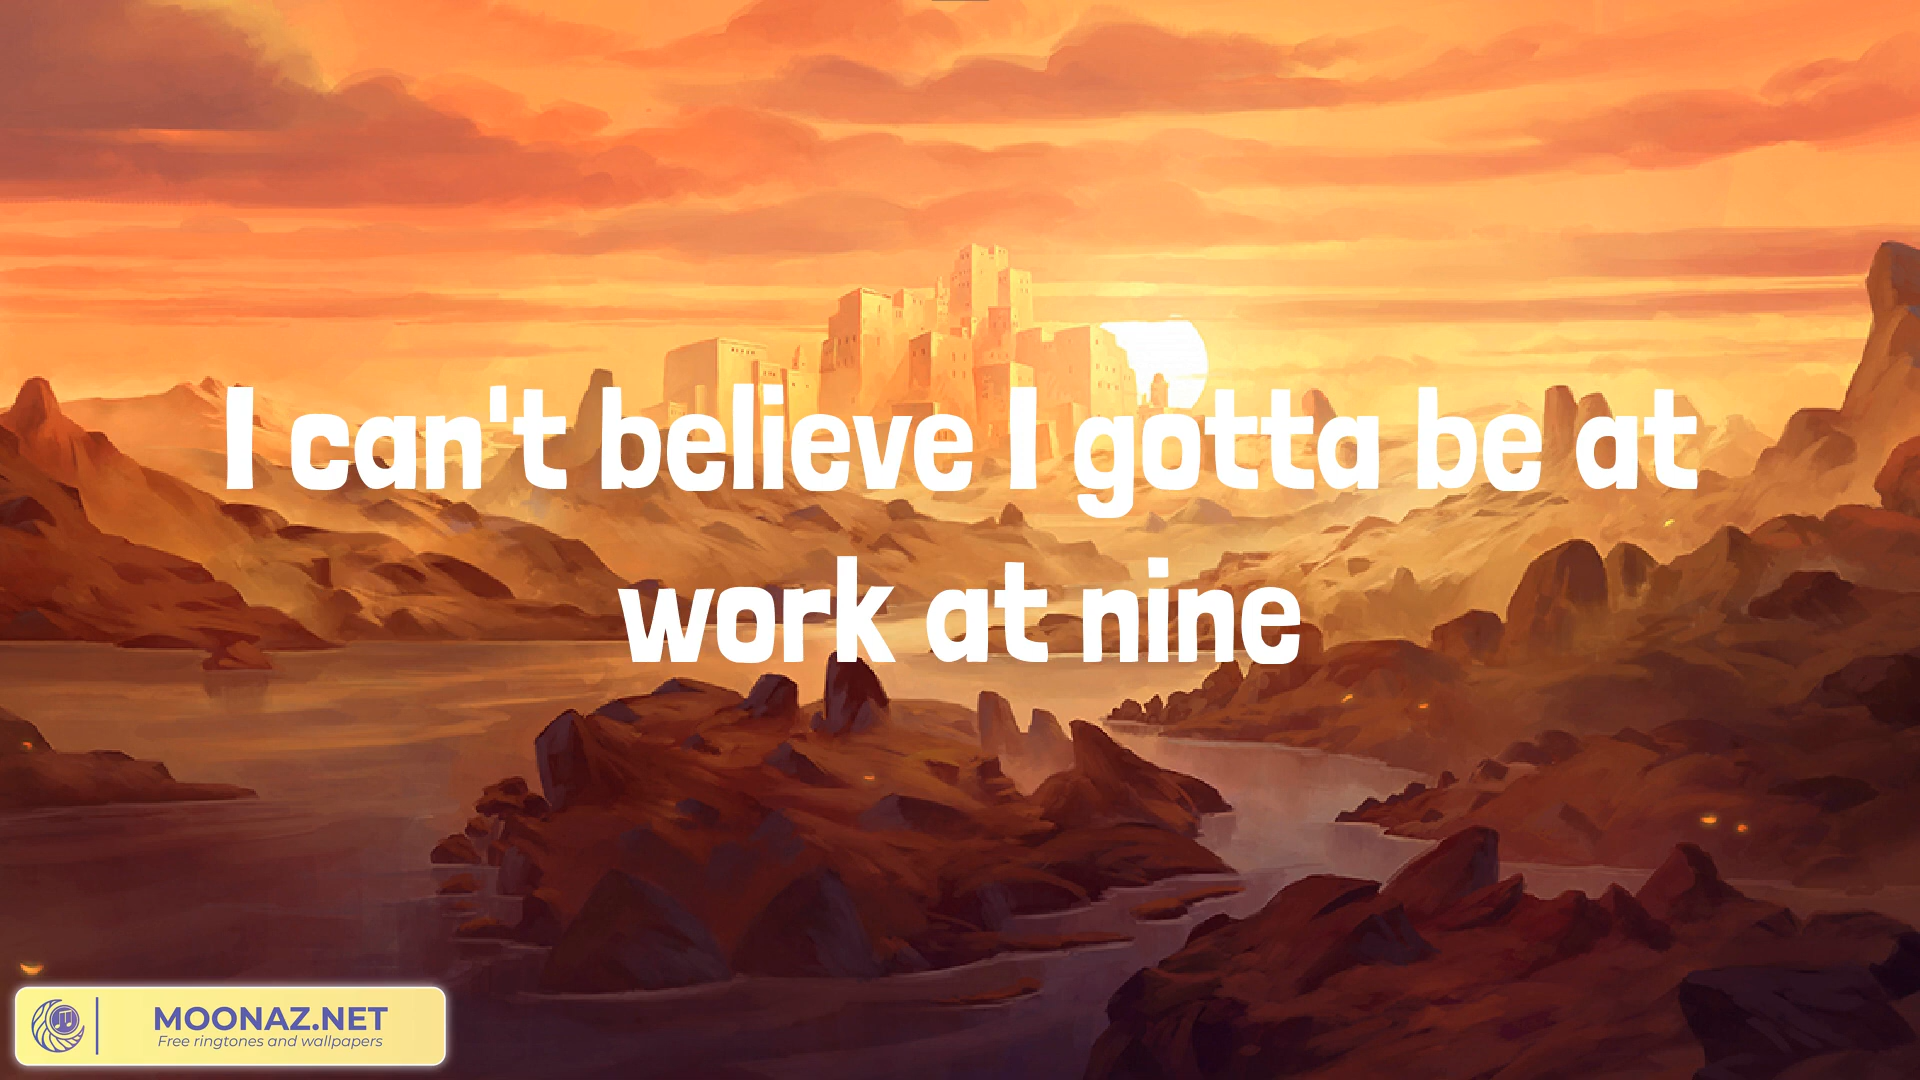 I can't believe I gotta be at
work at nine
MOONAZ.NET
Free ringtones and wallpapers